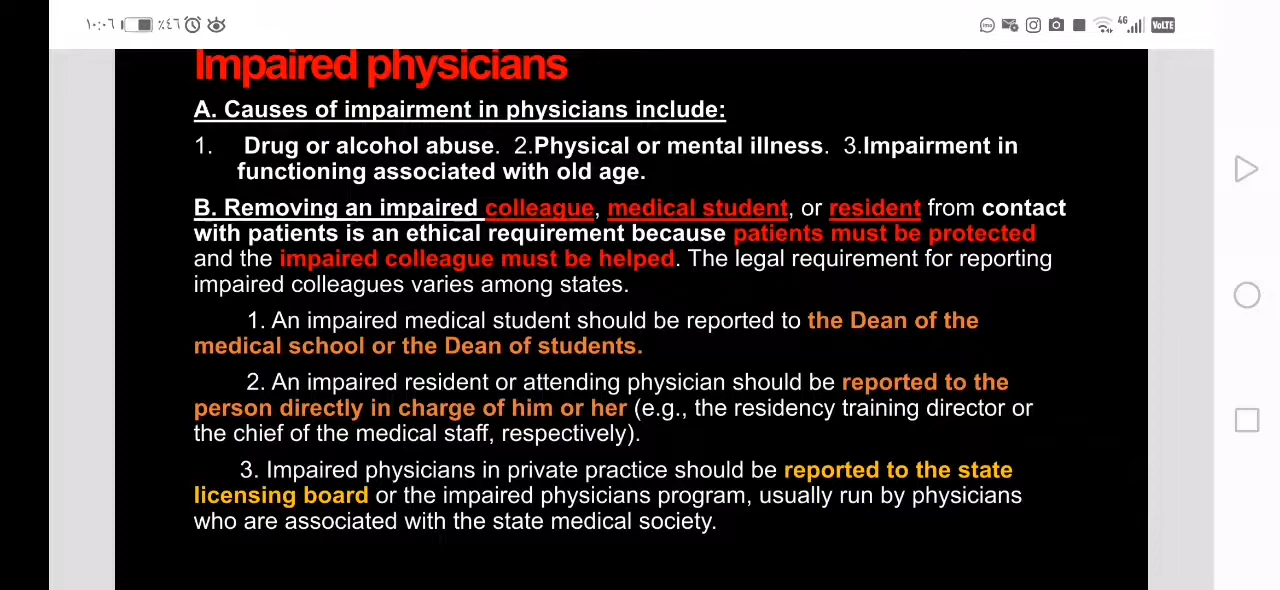 ١٠:٠٦ ٪٤٦
4G VoLTE
Impaired physicians
A. Causes of impairment in physicians include:
1. Drug or alcohol abuse. 2.Physical or mental illness. 3.Impairment in
functioning associated with old age.
B. Removing an impaired colleague, medical student, or resident from contact
with patients is an ethical requirement because patients must be protected
and the impaired colleague must be helped. The legal requirement for reporting
impaired colleagues varies among states.
1. An impaired medical student should be reported to the Dean of the
medical school or the Dean of students.
2. An impaired resident or attending physician should be reported to the
person directly in charge of him or her (e.g., the residency training director or
the chief of the medical staff, respectively).
3. Impaired physicians in private practice should be reported to the state
licensing board or the impaired physicians program, usually run by physicians
who are associated with the state medical society.